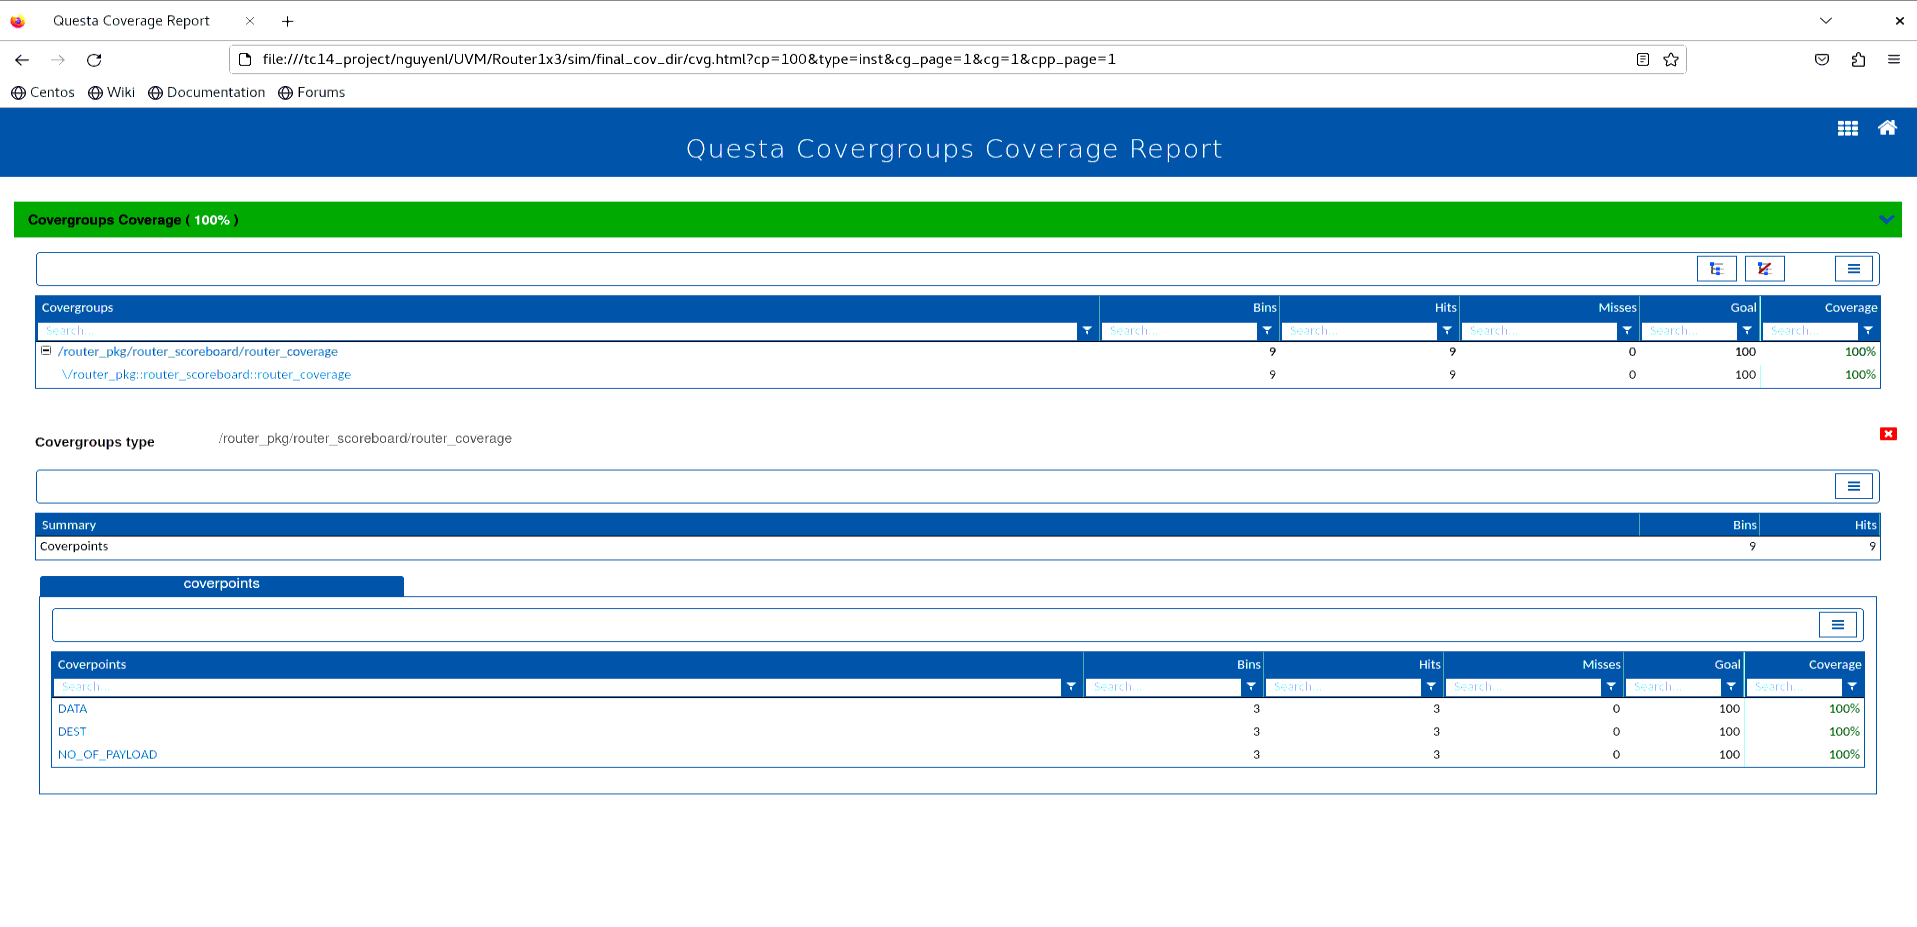 Questa Coverage Report
file:///tc14_project/nguyenl/UVM/Router1x3/sim/final_cov_dir/cvg.html?cp=100&type=inst&cg_page=1&cg=1&cpp_page=1
Centos Wiki Documentation Forums
Questa Covergroups Coverage Report
Covergroups Coverage ( 100% )
Covergroups Bins Hits Misses Goal Coverage
Search... Search... Search... Search... Search... Search...
/router_pkg/router_scoreboard/router_coverage 9 9 0 100 100%
\/router_pkg::router_scoreboard::router_coverage 9 9 0 100 100%
Covergroups type /router_pkg/router_scoreboard/router_coverage
Summary Bins Hits
Coverpoints 9 9
coverpoints
Coverpoints Bins Hits Misses Goal Coverage
Search... Search... Search... Search... Search... Search...
DATA 3 3 0 100 100%
DEST 3 3 0 100 100%
NO_OF_PAYLOAD 3 3 0 100 100%